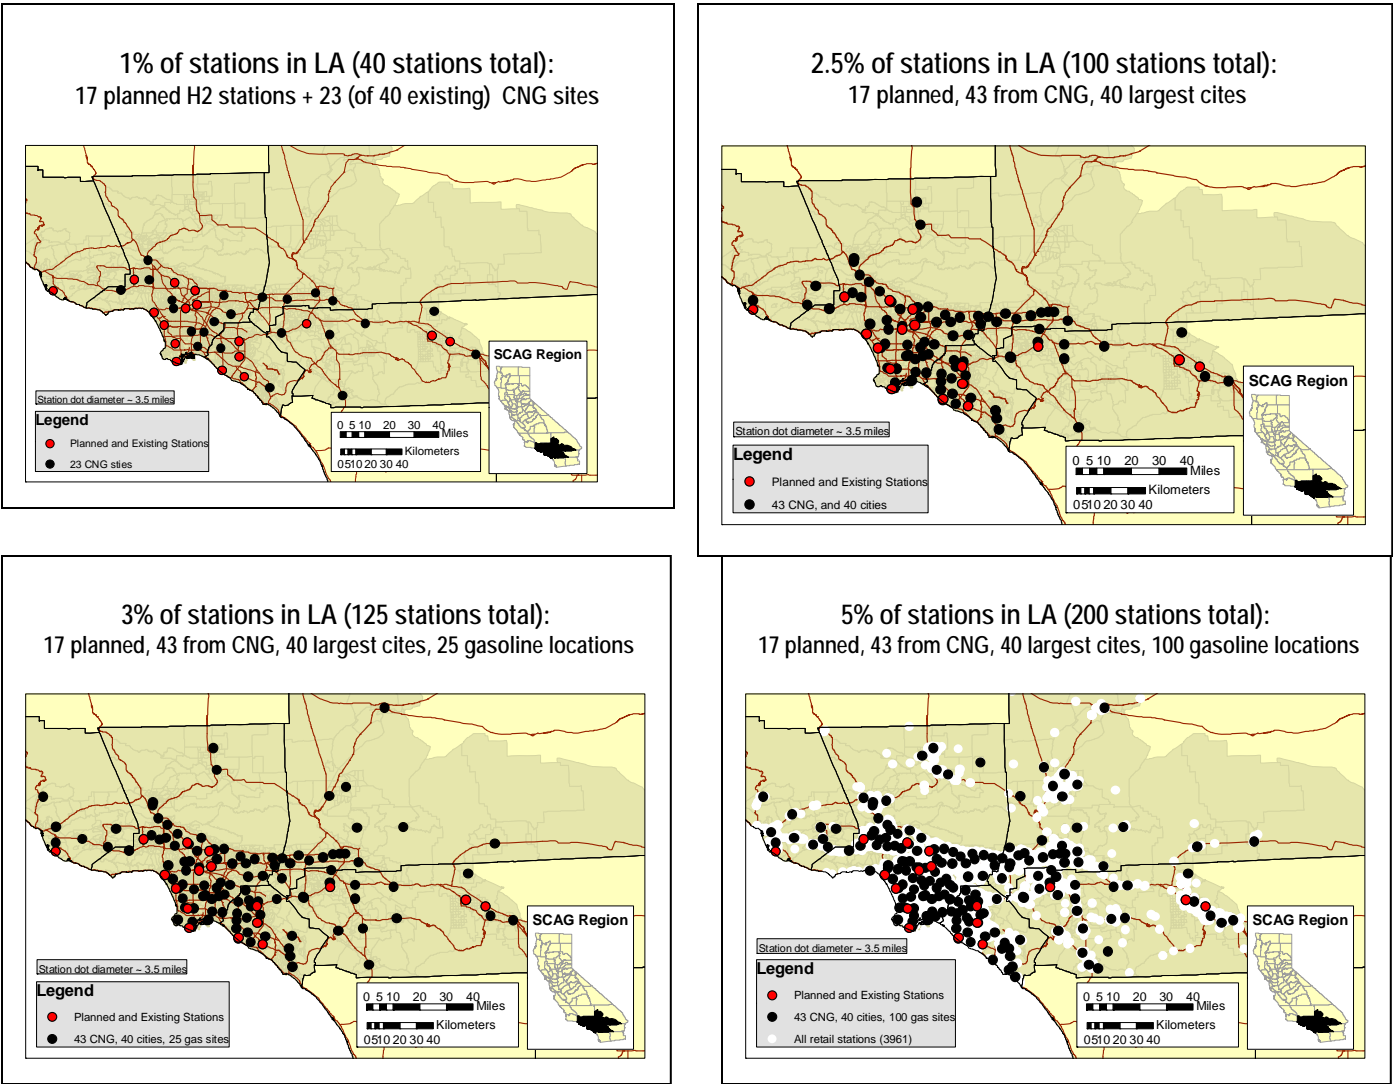 1% of stations in LA (40 stations total):
17 planned H2 stations + 23 (of 40 existing) CNG sites
SCAG Region
Station dot diameter ~ 3.5 miles
Legend
Planned and Existing Stations
23 CNG sties
0 5 10 20 30 40
Miles
Kilometers
0510 20 30 40
2.5% of stations in LA (100 stations total):
17 planned, 43 from CNG, 40 largest cites
SCAG Region
Station dot diameter ~ 3.5 miles
Legend
Planned and Existing Stations
43 CNG, and 40 cities
0 5 10 20 30 40
Miles
Kilometers
0510 20 30 40
3% of stations in LA (125 stations total):
17 planned, 43 from CNG, 40 largest cites, 25 gasoline locations
SCAG Region
Station dot diameter ~ 3.5 miles
Legend
Planned and Existing Stations
43 CNG, 40 cities, 25 gas sites
0 5 10 20 30 40
Miles
Kilometers
0510 20 30 40
5% of stations in LA (200 stations total):
17 planned, 43 from CNG, 40 largest cites, 100 gasoline locations
SCAG Region
Station dot diameter ~ 3.5 miles
Legend
Planned and Existing Stations
43 CNG, 40 cities, 100 gas sites
All retail stations (3961)
0 5 10 20 30 40
Miles
Kilometers
0510 20 30 40